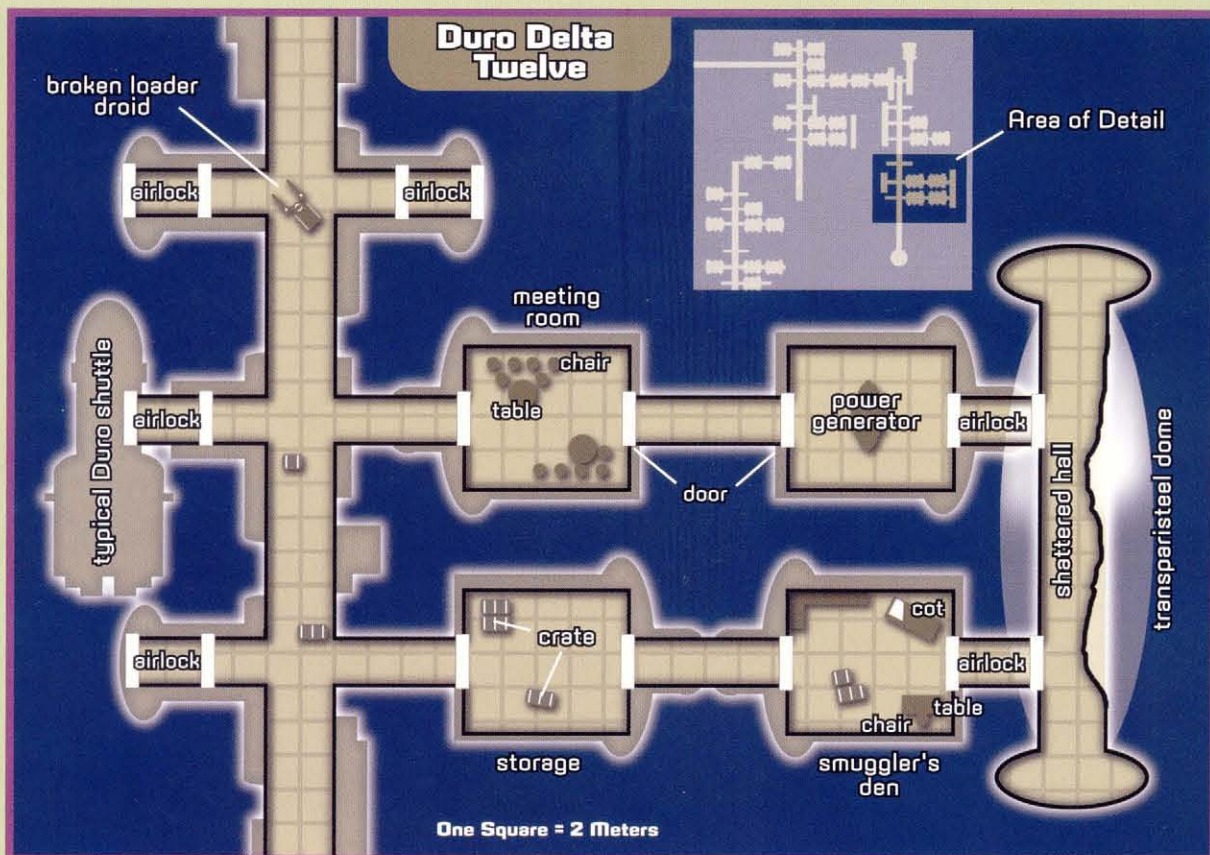 Duro Delta
Twelve
broken loader
droid
Area of Detail
airlock
airlock
meeting
room
chair
typical Duro shuttle
airlock
table
power
generator
airlock
shattered hall
transparisteel dome
door
cot
crate
airlock
airlock
table
chair
storage
smuggler's
den
One Square = 2 Meters